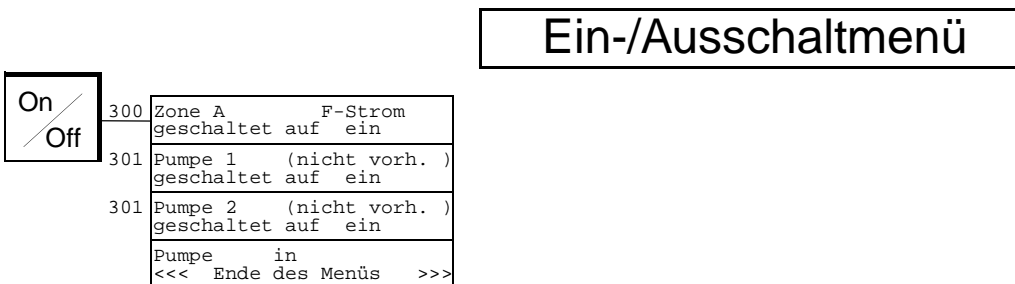 Ein-/Ausschaltmenü
On
Off
300 Zone A F-Strom
geschaltet auf ein
301 Pumpe 1 (nicht vorh. )
geschaltet auf ein
301 Pumpe 2 (nicht vorh. )
geschaltet auf ein
Pumpe in
<<< Ende des Menüs >>>